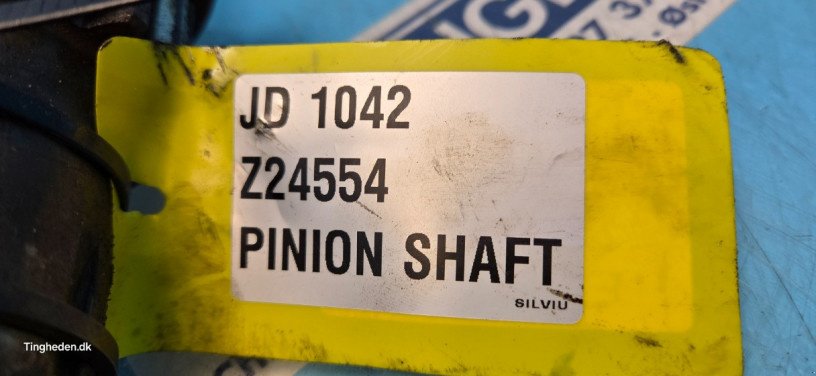 JD 1042
Z24554
PINION SHAFT
SILVIU
Tingheden.dk